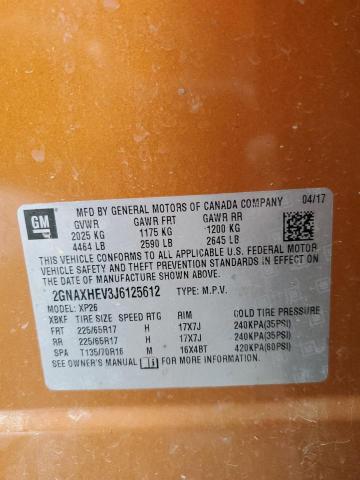 GM
MFD BY GENERAL MOTORS OF CANADA COMPANY 04/17
GVWR GAWR FRT GAWR RR
2025 KG 1175 KG 1200 KG
4464 LB 2590 LB 2645 LB
THIS VEHICLE CONFORMS TO ALL APPLICABLE U.S. FEDERAL MOTOR
VEHICLE SAFETY AND THEFT PREVENTION STANDARDS IN EFFECT ON
THE DATE OF MANUFACTURE SHOWN ABOVE.
2GNAXHEV3J6125612 TYPE: M.P.V.
MODEL: XP26
XBKF TIRE SIZE SPEED RTG RIM COLD TIRE PRESSURE
FRT 225/65R17 H 17X7J 240KPA(35PSI)
RR 225/65R17 H 17X7J 240KPA(35PSI)
SPA T135/70R16 M 16X4BT 420KPA(60PSI)
SEE OWNER'S MANUAL FOR MORE INFORMATION.